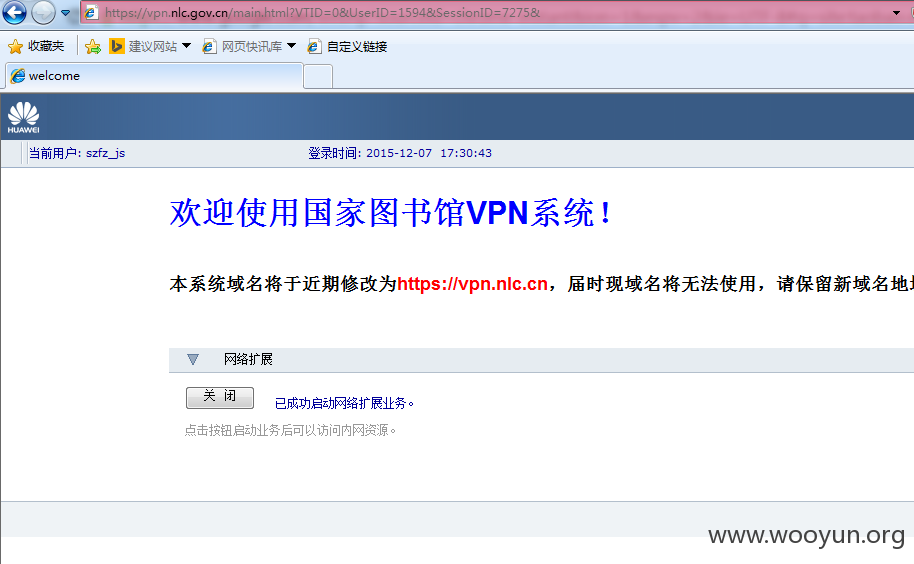 https://vpn.nlc.gov.cn/main.html?VTID=0&UserID=1594&SessionID=7275&
收藏夹 建议网站 网页快讯库 自定义链接
welcome
HUAWEI
当前用户: szfz_js 登录时间: 2015-12-07 17:30:43
欢迎使用国家图书馆VPN系统!
本系统域名将于近期修改为https://vpn.nlc.cn，届时现域名将无法使用，请保留新域名地
网络扩展
关 闭 已成功启动网络扩展业务。
点击按钮启动业务后可以访问内网资源。
www.wooyun.org